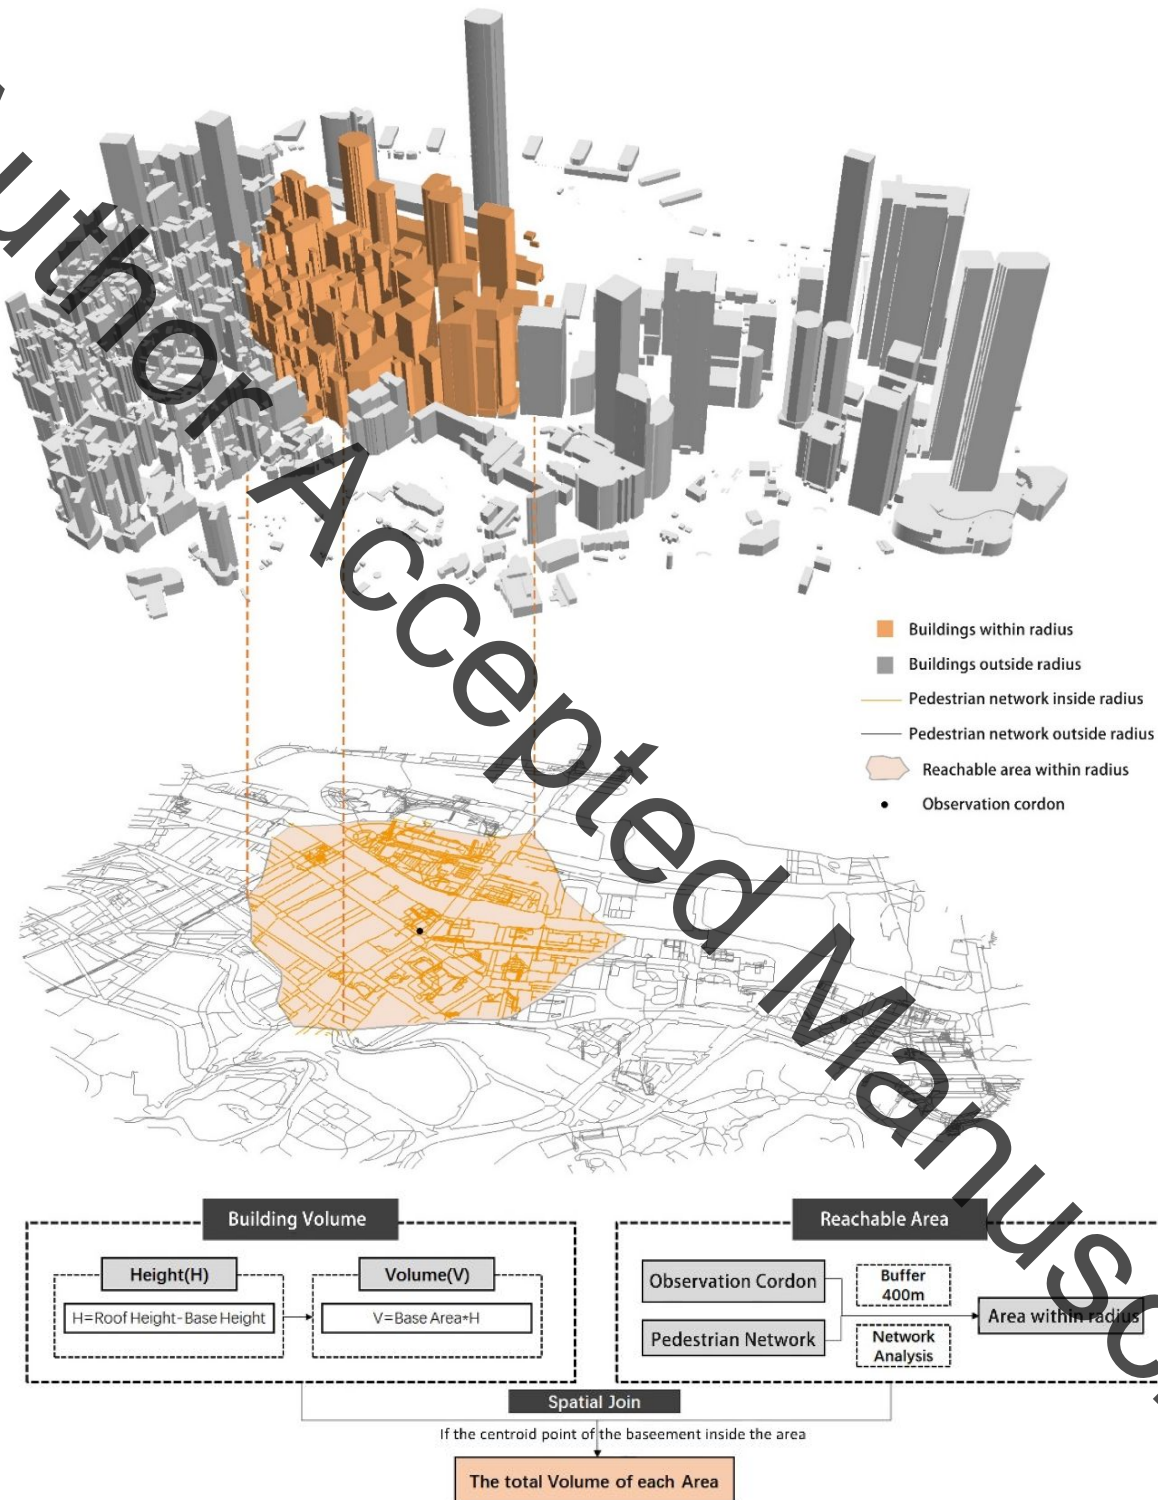 Author Accepted Manusc
Buildings within radius
Buildings outside radius
Pedestrian network inside radius
Pedestrian network outside radius
Reachable area within radius
Observation cordon
Building Volume
Height(H)
H=Roof Height-Base Height
Volume(V)
V=Base Area*H
Reachable Area
Observation Cordon
Pedestrian Network
Buffer
400m
Network
Analysis
Area within radius
Spatial Join
If the centroid point of the baseement inside the area
The total Volume of each Area